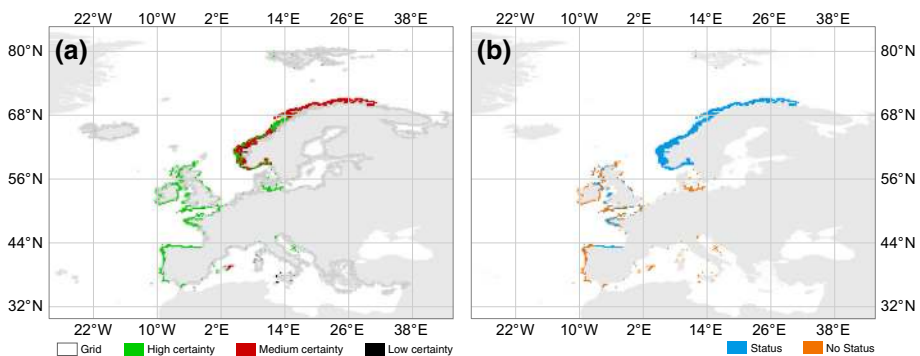 22°W 10°W 2°E 14°E 26°E 38°E 22°W 10°W 2°E 14°E 26°E 38°E
80°N (a) (b) 80°N
68°N 68°N
56°N 56°N
44°N 44°N
32°N 32°N
22°W 10°W 2°E 14°E 26°E 38°E 22°W 10°W 2°E 14°E 26°E 38°E
Grid High certainty Medium certainty Low certainty Status No Status